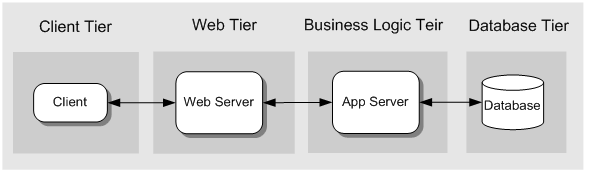 Client Tier
Web Tier
Business Logic Teir
Database Tier
Client
Web Server
App Server
Database